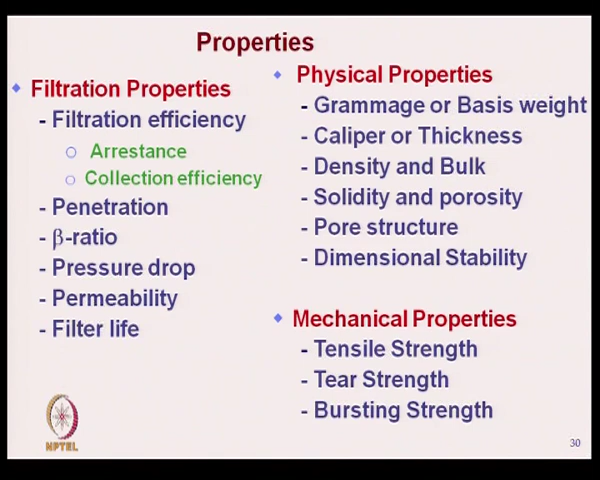 Properties
Filtration Properties
- Filtration efficiency
Arrestance
Collection efficiency
- Penetration
- β-ratio
- Pressure drop
- Permeability
- Filter life
Physical Properties
- Grammage or Basis weight
- Caliper or Thickness
- Density and Bulk
- Solidity and porosity
- Pore structure
- Dimensional Stability
Mechanical Properties
- Tensile Strength
- Tear Strength
- Bursting Strength
NPTEL
30